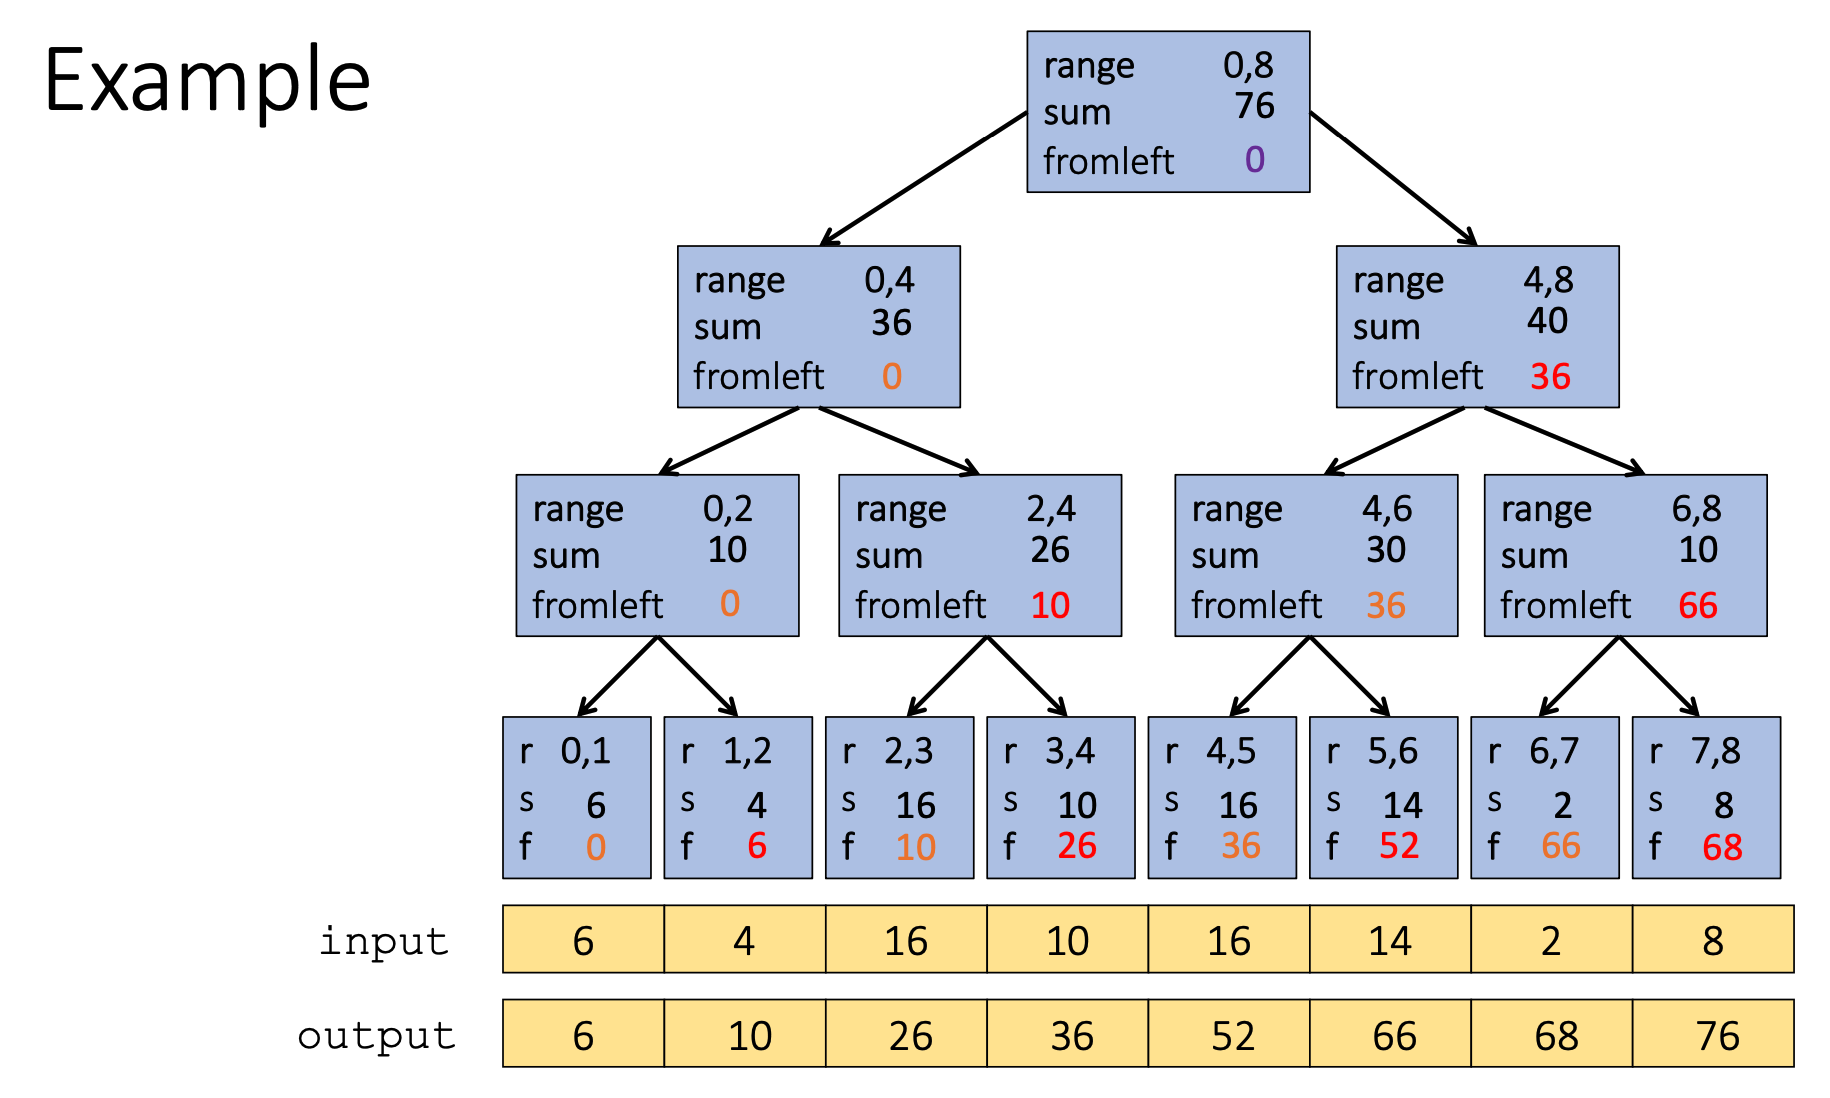 Example
range 0,8
sum 76
fromleft 0
range 0,4
sum 36
fromleft 0
range 4,8
sum 40
fromleft 36
range 0,2
sum 10
fromleft 0
range 2,4
sum 26
fromleft 10
range 4,6
sum 30
fromleft 36
range 6,8
sum 10
fromleft 66
r 0,1
s 6
f 0
r 1,2
s 4
f 6
r 2,3
s 16
f 10
r 3,4
s 10
f 26
r 4,5
s 16
f 36
r 5,6
s 14
f 52
r 6,7
s 2
f 66
r 7,8
s 8
f 68
input 6 4 16 10 16 14 2 8
output 6 10 26 36 52 66 68 76